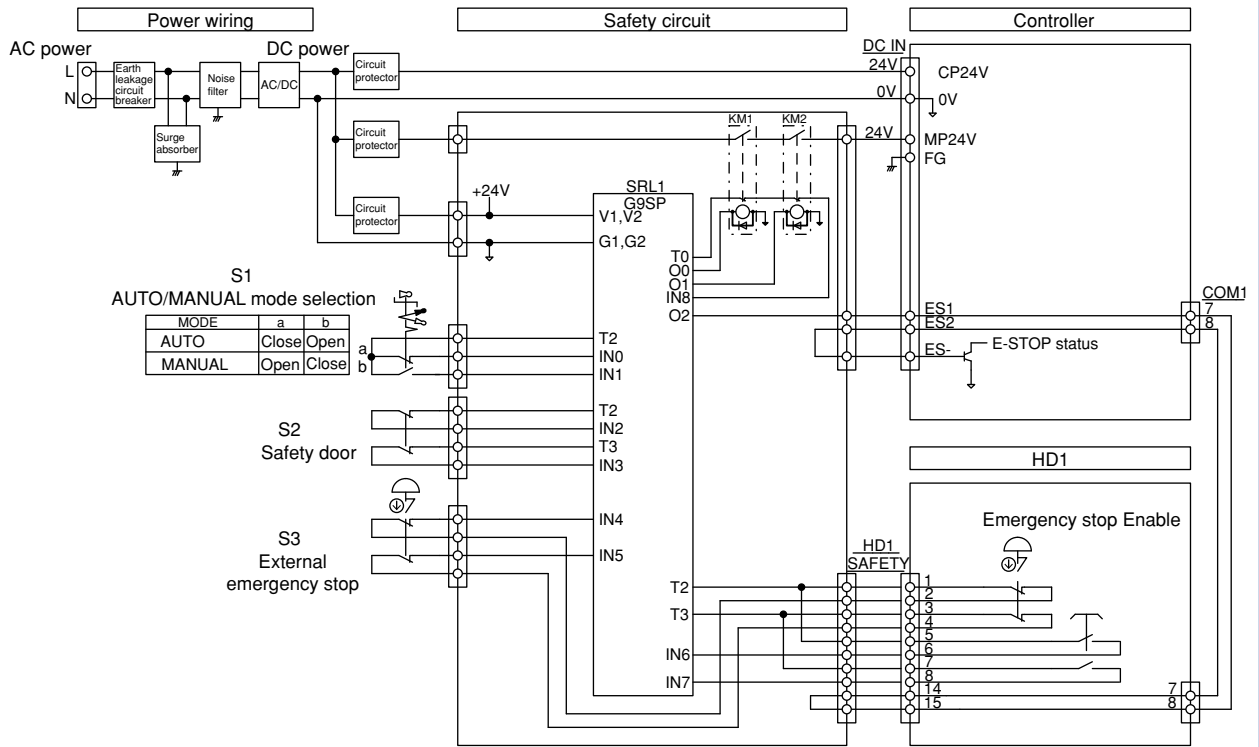 Power wiring
Safety circuit
Controller
AC power
DC power
DC IN
L
N
Earth
leakage
circuit
breaker
Noise
filter
AC/DC
Surge
absorber
Circuit
protector
Circuit
protector
Circuit
protector
24V
CP24V
0V
0V
KM1
KM2
24V
MP24V
FG
+24V
SRL1
G9SP
V1,V2
G1,G2
T0
O0
O1
IN8
O2
S1
AUTO/MANUAL mode selection
MODE a b
AUTO Close Open
MANUAL Open Close
a
b
T2
IN0
IN1
ES1
ES2
ES-
E-STOP status
COM1
7
8
S2
Safety door
T2
IN2
T3
IN3
HD1
S3
External
emergency stop
IN4
IN5
Emergency stop Enable
HD1
SAFETY
T2
T3
IN6
IN7
1
2
3
4
5
6
7
8
14
15
7
8